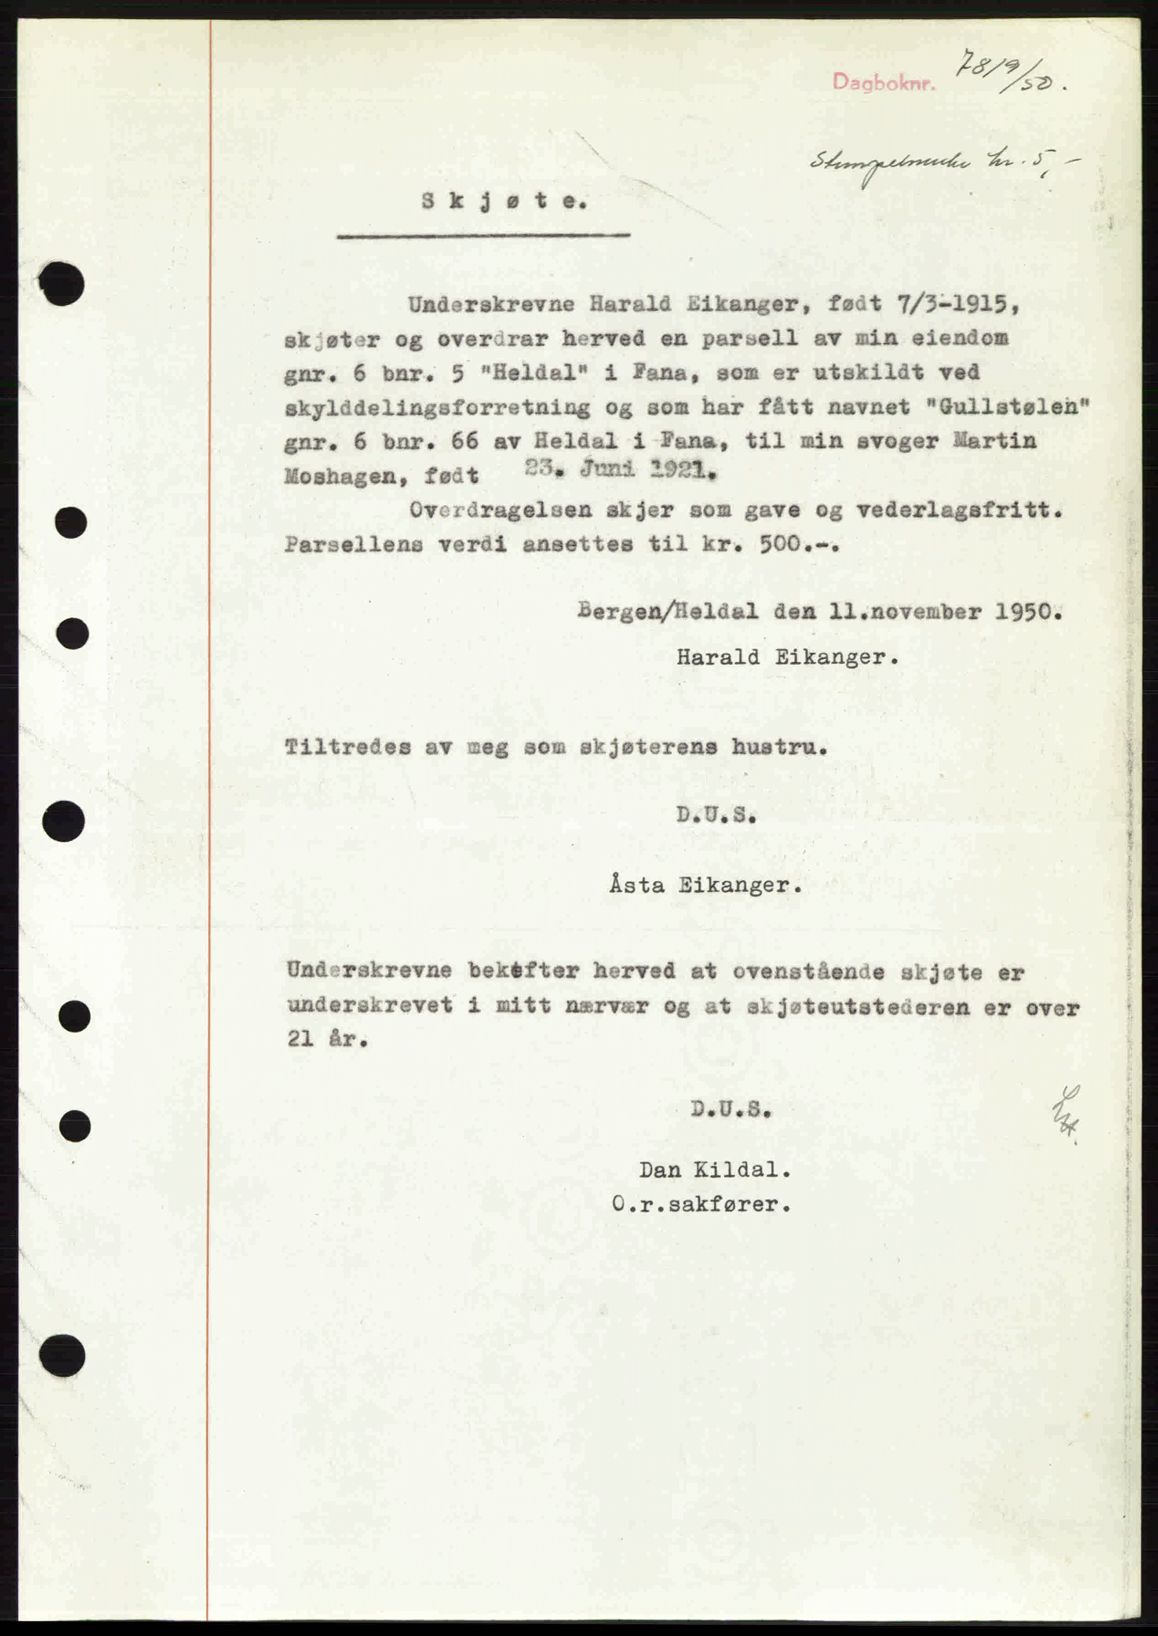 Dagboknr. 7819/50.
Stempelmerke kr. 5,-
Skjøte.
Underskrevne Harald Eikanger, født 7/3-1915,
skjøter og overdrar herved en parsell av min eiendom
gnr. 6 bnr. 5 "Heldal" i Fana, som er utskildt ved
skylddelingsforretning og som har fått navnet "Gullstølen"
gnr. 6 bnr. 66 av Heldal i Fana, til min svoger Martin
Moshagen, født 23. Juni 1921.
Overdragelsen skjer som gave og vederlagsfritt.
Parsellens verdi ansettes til kr. 500.-.
Bergen/Heldal den 11.november 1950.
Harald Eikanger.
Tiltredes av meg som skjøterens hustru.
D.U.S.
Åsta Eikanger.
Underskrevne bekefter herved at ovenstående skjøte er
underskrevet i mitt nærvær og at skjøteutstederen er over
21 år.
D.U.S.
Dan Kildal.
O.r.sakfører.